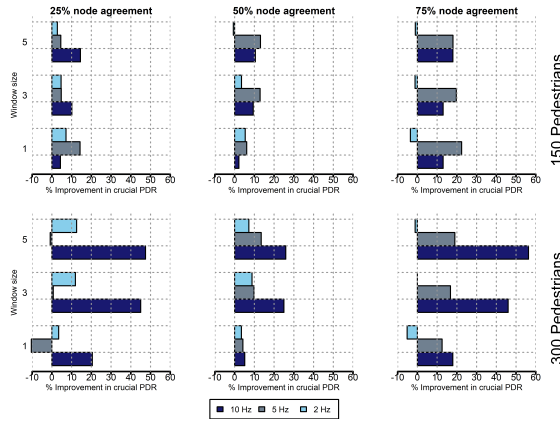 25% node agreement
50% node agreement
75% node agreement
Window size
5
3
1
150 Pedestrians
-10 0 10 20 30 40 50 60
-10 0 10 20 30 40 50 60
-10 0 10 20 30 40 50 60
% Improvement in crucial PDR
% Improvement in crucial PDR
% Improvement in crucial PDR
Window size
5
3
1
300 Pedestrians
-10 0 10 20 30 40 50 60
-10 0 10 20 30 40 50 60
-10 0 10 20 30 40 50 60
% Improvement in crucial PDR
% Improvement in crucial PDR
% Improvement in crucial PDR
10 Hz 5 Hz 2 Hz